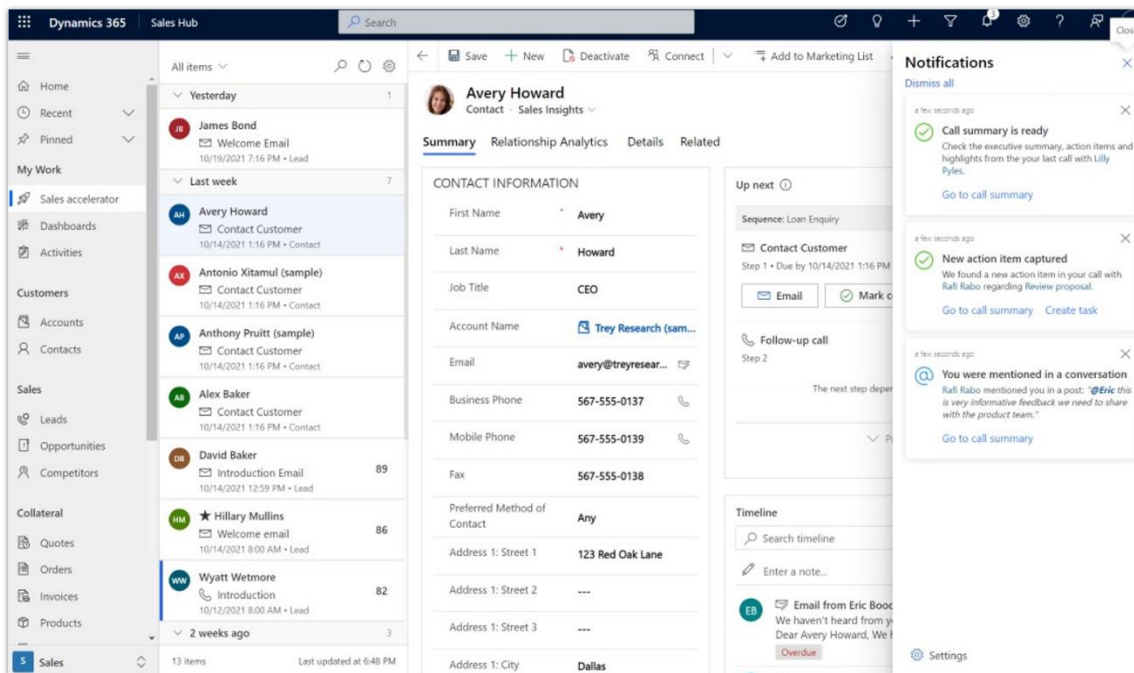 Dynamics 365 Sales Hub Search 3
Close
All items
Save New Deactivate Connect Add to Marketing List
Home
Recent
Pinned
My Work
Sales accelerator
Dashboards
Activities
Customers
Accounts
Contacts
Sales
Leads
Opportunities
Competitors
Collateral
Quotes
Orders
Invoices
Products
S Sales
Yesterday 1
JB James Bond
Welcome Email
10/19/2021 7:16 PM • Lead
Last week 7
AH Avery Howard
Contact Customer
10/14/2021 1:16 PM • Contact
AX Antonio Xitamul (sample)
Contact Customer
10/14/2021 1:16 PM • Contact
AP Anthony Pruitt (sample)
Contact Customer
10/14/2021 1:16 PM • Contact
AB Alex Baker
Contact Customer
10/14/2021 1:16 PM • Contact
DB David Baker
Introduction Email 89
10/14/2021 12:59 PM • Lead
HM ★ Hillary Mullins
Welcome email 86
10/14/2021 8:00 AM • Lead
WW Wyatt Wetmore
Introduction 82
10/12/2021 8:00 AM • Lead
2 weeks ago 3
13 items Last updated at 6:48 PM
Avery Howard
Contact · Sales Insights
Summary Relationship Analytics Details Related
CONTACT INFORMATION
First Name * Avery
Last Name * Howard
Job Title CEO
Account Name Trey Research (sam...
Email avery@treyresear...
Business Phone 567-555-0137
Mobile Phone 567-555-0139
Fax 567-555-0138
Preferred Method of
Contact Any
Address 1: Street 1 123 Red Oak Lane
Address 1: Street 2 ---
Address 1: Street 3 ---
Address 1: City Dallas
Up next
Sequence: Loan Enquiry
Contact Customer
Step 1 • Due by 10/14/2021 1:16 PM
Email Mark c
Follow-up call
Step 2
The next step depen
Timeline
Search timeline
Enter a note...
EB Email from Eric Booc
We haven't heard from y
Dear Avery Howard, We h
Overdue
Notifications
Dismiss all
a few seconds ago
Call summary is ready
Check the executive summary, action items and
highlights from the your last call with Lilly
Pyles.
Go to call summary
a few seconds ago
New action item captured
We found a new action item in your call with
Rafi Rabo regarding Review proposal.
Go to call summary Create task
a few seconds ago
You were mentioned in a conversation
Rafi Rabo mentioned you in a post: "@Eric this
is very informative feedback we need to share
with the product team."
Go to call summary
Settings